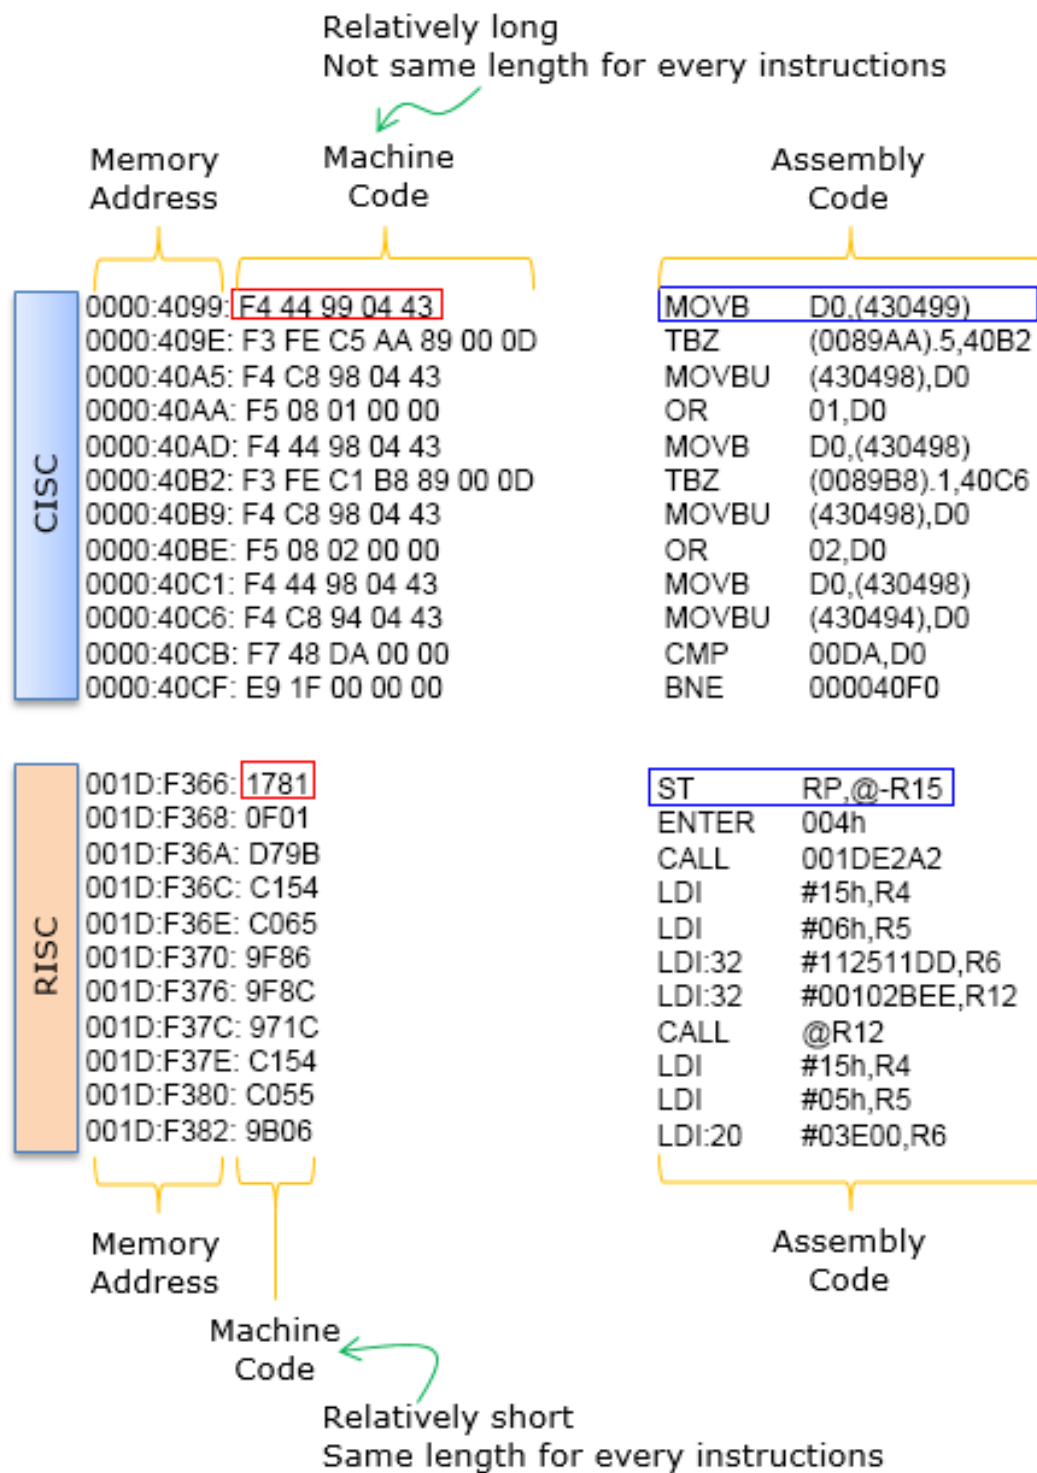 Relatively long
Not same length for every instructions
Memory Address
Machine Code
Assembly Code
CISC
0000:4099: F4 44 99 04 43 MOVB D0,(430499)
0000:409E: F3 FE C5 AA 89 00 0D TBZ (0089AA).5,40B2
0000:40A5: F4 C8 98 04 43 MOVBU (430498),D0
0000:40AA: F5 08 01 00 00 OR 01,D0
0000:40AD: F4 44 98 04 43 MOVB D0,(430498)
0000:40B2: F3 FE C1 B8 89 00 0D TBZ (0089B8).1,40C6
0000:40B9: F4 C8 98 04 43 MOVBU (430498),D0
0000:40BE: F5 08 02 00 00 OR 02,D0
0000:40C1: F4 44 98 04 43 MOVB D0,(430498)
0000:40C6: F4 C8 94 04 43 MOVBU (430494),D0
0000:40CB: F7 48 DA 00 00 CMP 00DA,D0
0000:40CF: E9 1F 00 00 00 BNE 000040F0
RISC
001D:F366: 1781 ST RP,@-R15
001D:F368: 0F01 ENTER 004h
001D:F36A: D79B CALL 001DE2A2
001D:F36C: C154 LDI #15h,R4
001D:F36E: C065 LDI #06h,R5
001D:F370: 9F86 LDI:32 #112511DD,R6
001D:F376: 9F8C LDI:32 #00102BEE,R12
001D:F37C: 971C CALL @R12
001D:F37E: C154 LDI #15h,R4
001D:F380: C055 LDI #05h,R5
001D:F382: 9B06 LDI:20 #03E00,R6
Memory Address
Assembly Code
Machine Code
Relatively short
Same length for every instructions